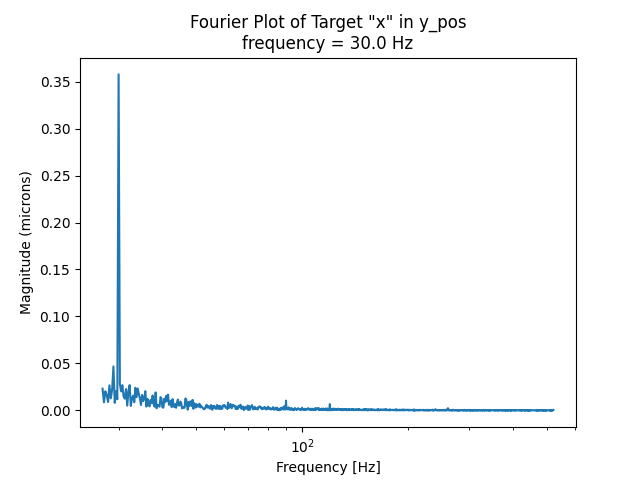 Fourier Plot of Target "x" in y_pos
frequency = 30.0 Hz
0.35
0.30
0.25
0.20
0.15
0.10
0.05
0.00
Magnitude (microns)
10²
Frequency [Hz]